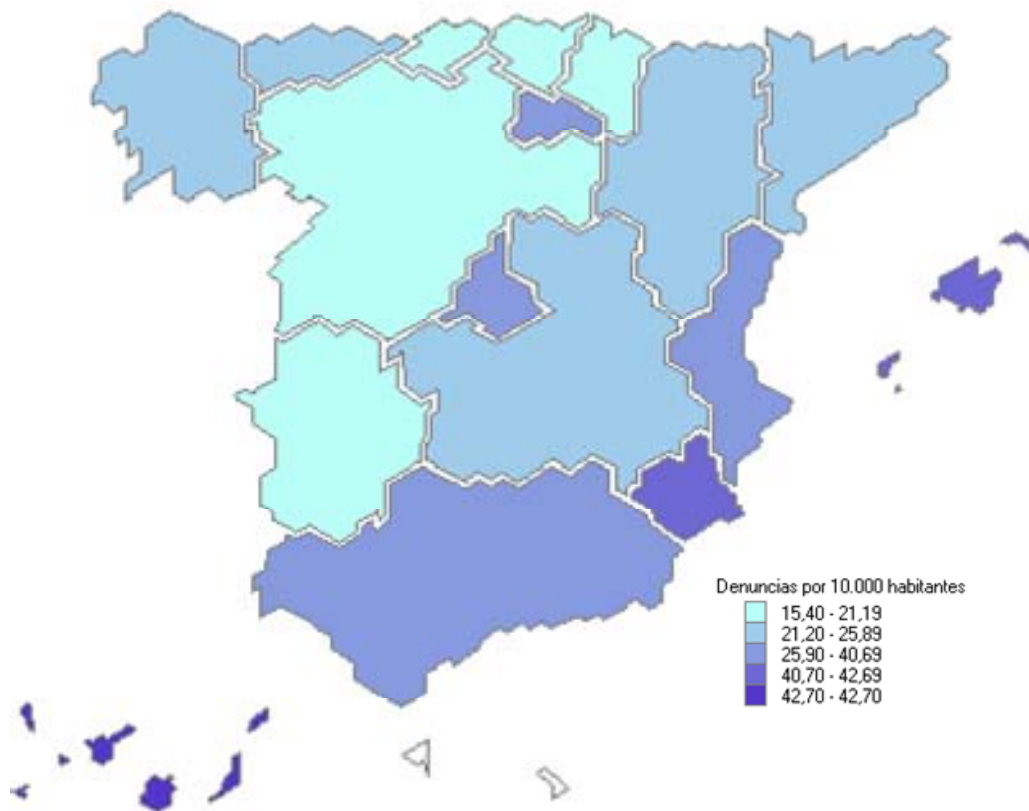 Denuncias por 10.000 habitantes
15,40 - 21,19
21,20 - 25,89
25,90 - 40,69
40,70 - 42,69
42,70 - 42,70